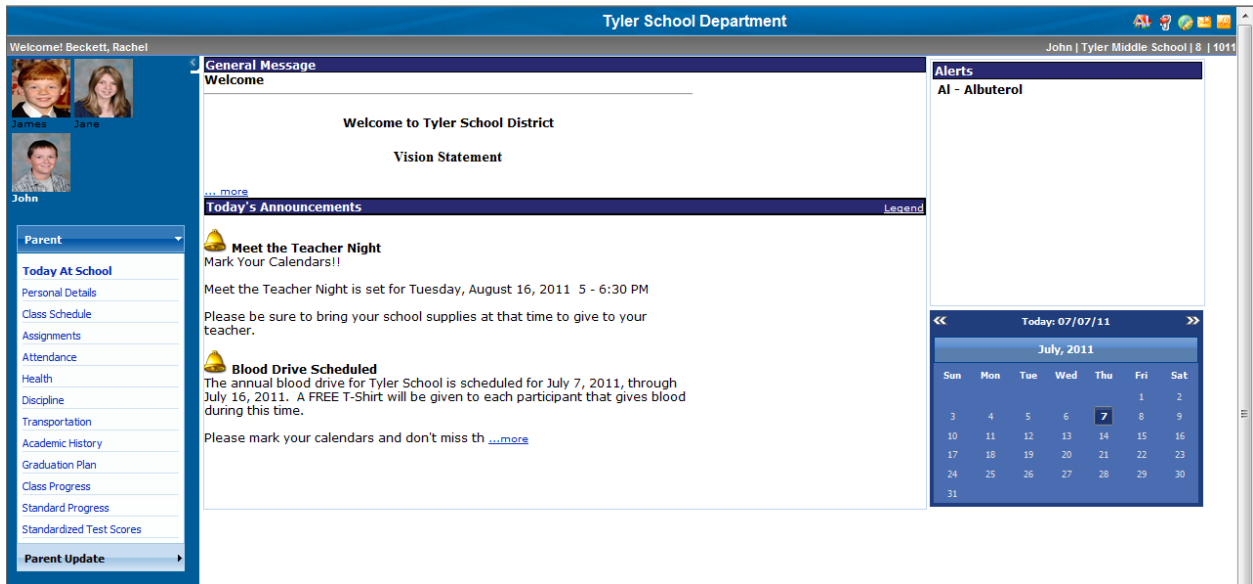 Tyler School Department
Welcome! Beckett, Rachel
John | Tyler Middle School | 8 | 1011
James Jane
John
Parent
Today At School
Personal Details
Class Schedule
Assignments
Attendance
Health
Discipline
Transportation
Academic History
Graduation Plan
Class Progress
Standard Progress
Standardized Test Scores
Parent Update
General Message
Welcome
Welcome to Tyler School District
Vision Statement
... more
Today's Announcements Legend
Meet the Teacher Night
Mark Your Calendars!!
Meet the Teacher Night is set for Tuesday, August 16, 2011 5 - 6:30 PM
Please be sure to bring your school supplies at that time to give to your
teacher.
Blood Drive Scheduled
The annual blood drive for Tyler School is scheduled for July 7, 2011, through
July 16, 2011. A FREE T-Shirt will be given to each participant that gives blood
during this time.
Please mark your calendars and don't miss th ...more
Alerts
Al - Albuterol
Today: 07/07/11
July, 2011
Sun Mon Tue Wed Thu Fri Sat
1 2
3 4 5 6 7 8 9
10 11 12 13 14 15 16
17 18 19 20 21 22 23
24 25 26 27 28 29 30
31